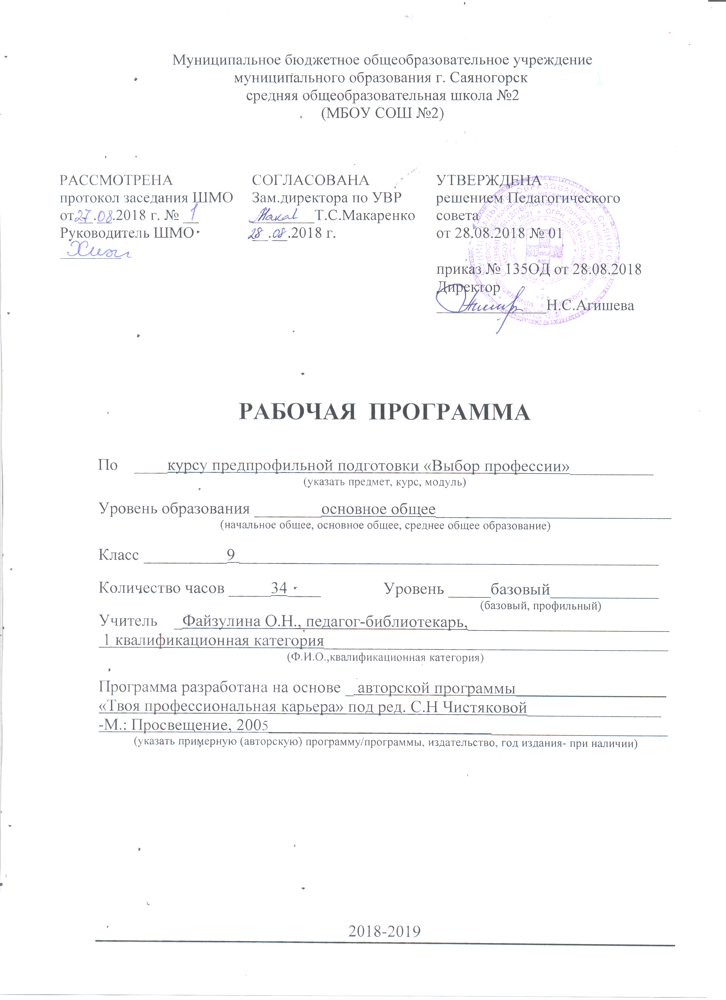 Муниципальное бюджетное общеобразовательное учреждение
муниципального образования г. Саяногорск
средняя общеобразовательная школа №2
(МБОУ СОШ №2)
РАССМОТРЕНА
протокол заседания ШМО
от 27.08.2018 г. № 1
Руководитель ШМО
СОГЛАСОВАНА
Зам.директора по УВР
Макар Т.С.Макаренко
28.08.2018 г.
УТВЕРЖДЕНА
решением Педагогического
совета
от 28.08.2018 № 01
приказ № 135ОД от 28.08.2018
Директор
Н.С.Агишева
РАБОЧАЯ ПРОГРАММА
По курсу предпрофильной подготовки «Выбор профессии»
(указать предмет, курс, модуль)
Уровень образования основное общее
(начальное общее, основное общее, среднее общее образование)
Класс 9
Количество часов 34 Уровень базовый
(базовый, профильный)
Учитель Файзулина О.Н., педагог-библиотекарь,
1 квалификационная категория
(Ф.И.О.,квалификационная категория)
Программа разработана на основе авторской программы
«Твоя профессиональная карьера» под ред. С.Н Чистяковой
-М.: Просвещение, 2005
(указать примерную (авторскую) программу/программы, издательство, год издания- при наличии)
2018-2019